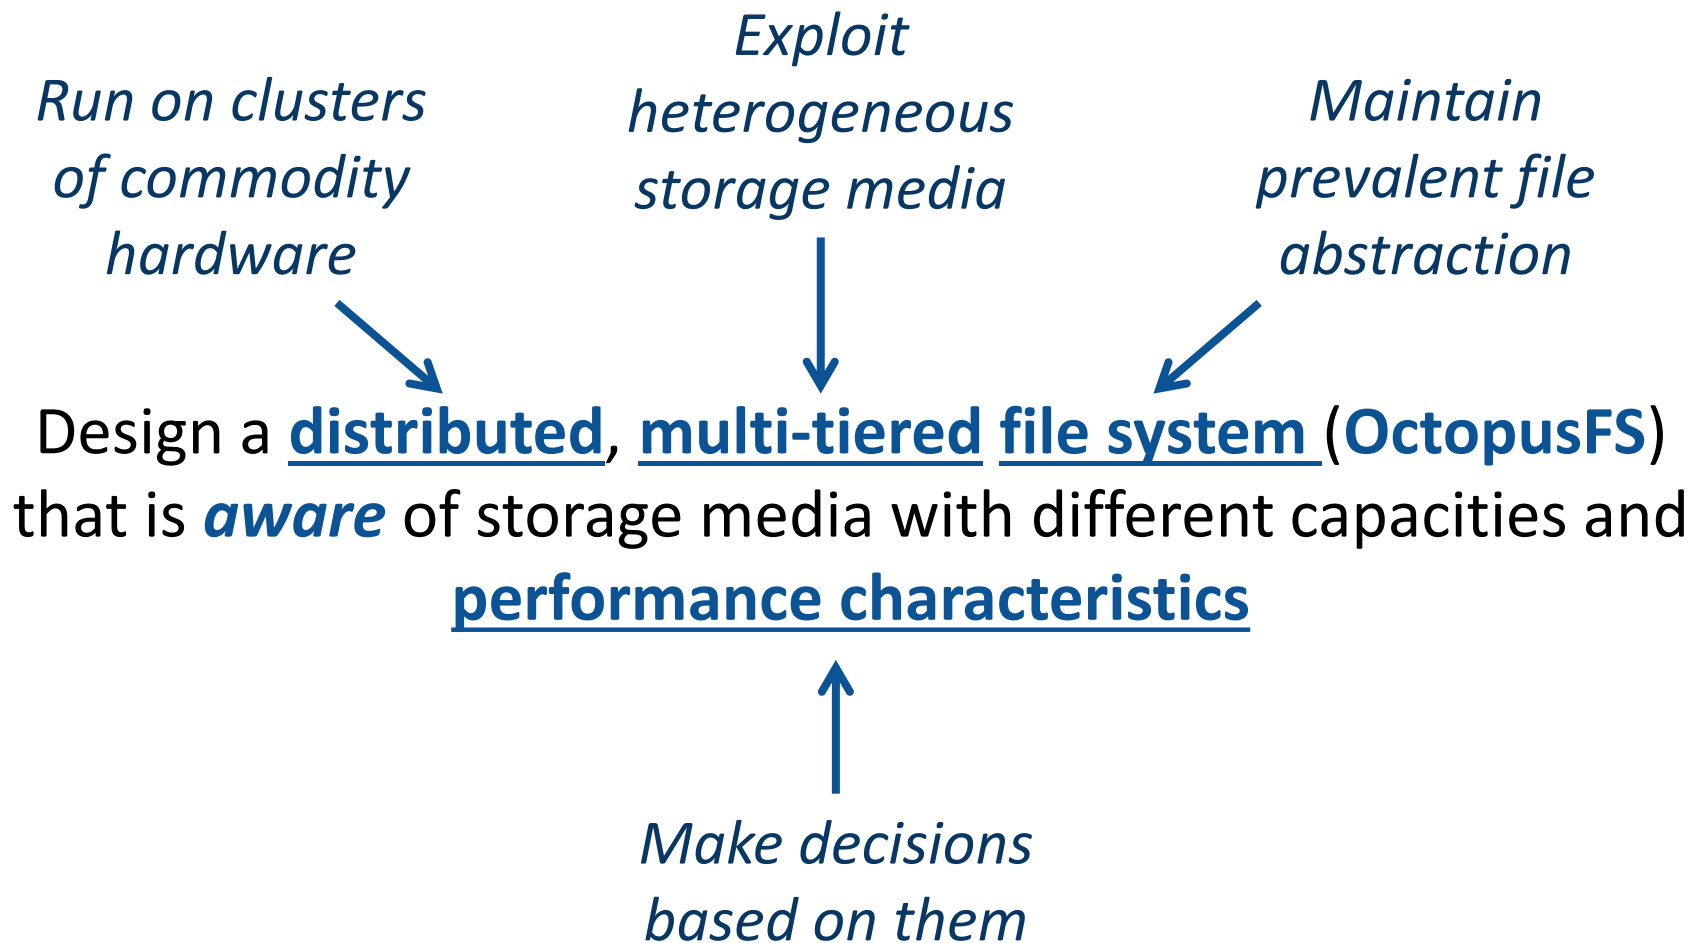 Run on clusters
of commodity
hardware
Exploit
heterogeneous
storage media
Maintain
prevalent file
abstraction
Design a distributed, multi-tiered file system (OctopusFS)
that is aware of storage media with different capacities and
performance characteristics
Make decisions
based on them